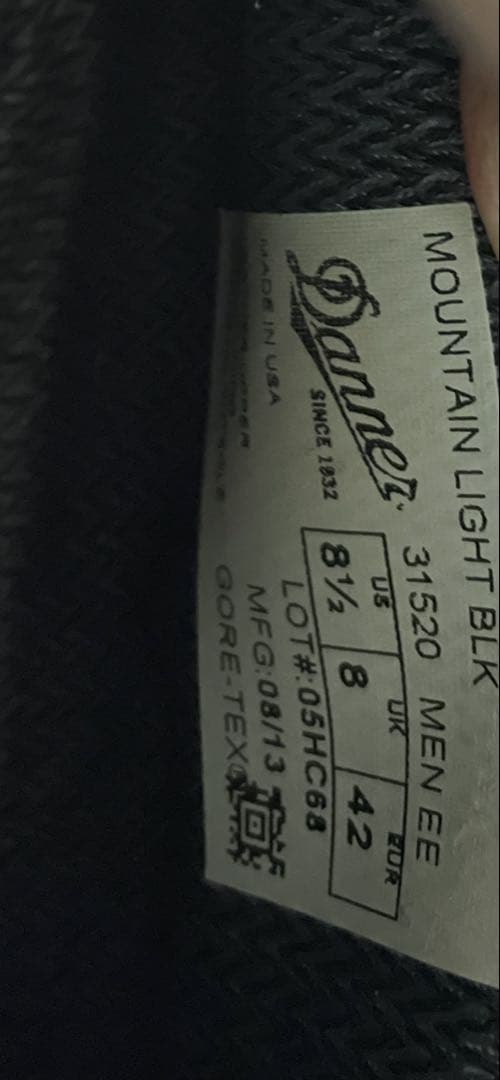 MOUNTAIN LIGHT BLK
31520 MEN EE
Danner
SINCE 1932
US UK EUR
8½ 8 42
LOT#:05HC68
MADE IN USA
MFG:08/13
UPPER
GORE-TEX